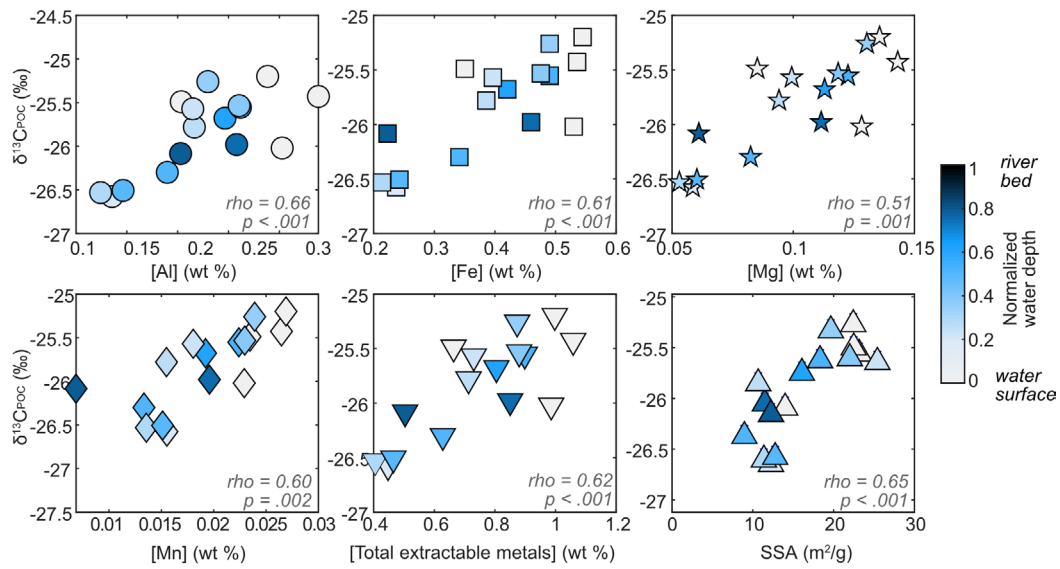 -24.5
-25
-25.5
-26
-26.5
-27
δ¹³CPOC (‰)
0.1
0.2
0.3
[Al] (wt %)
rho = 0.66
p < .001
-25
-25.5
-26
-26.5
-27
0.2
0.3
0.4
0.5
0.6
[Fe] (wt %)
rho = 0.61
p < .001
-25
-25.5
-26
-26.5
-27
0.05
0.1
0.15
[Mg] (wt %)
rho = 0.51
p = .001
-25
-25.5
-26
-26.5
-27
-27.5
δ¹³CPOC (‰)
0.01
0.015
0.02
0.025
0.03
[Mn] (wt %)
rho = 0.60
p = .002
-25
-25.5
-26
-26.5
-27
0.4
0.6
0.8
1
1.2
[Total extractable metals] (wt %)
rho = 0.62
p < .001
-25
-25.5
-26
-26.5
-27
0
10
20
30
SSA (m²/g)
rho = 0.65
p < .001
1
0.8
0.6
0.4
0.2
0
Normalized
water depth
river
bed
water
surface